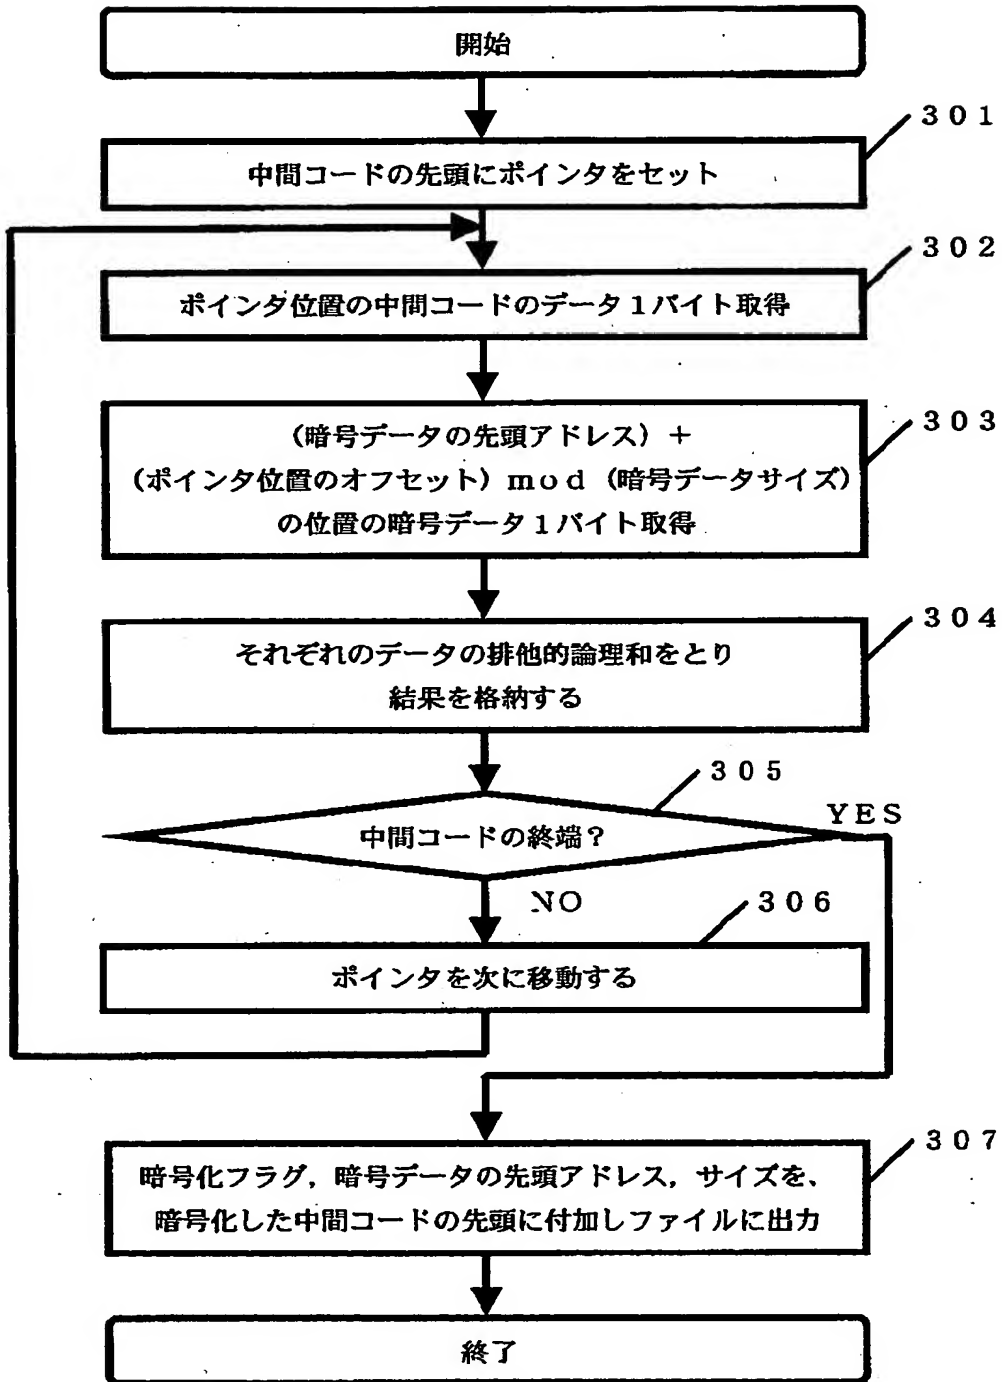 開始
301
中間コードの先頭にポインタをセット
302
ポインタ位置の中間コードのデータ1バイト取得
303
(暗号データの先頭アドレス)+
(ポインタ位置のオフセット)mod(暗号データサイズ)
の位置の暗号データ1バイト取得
304
それぞれのデータの排他的論理和をとり
結果を格納する
305
中間コードの終端?
YES
NO
306
ポインタを次に移動する
307
暗号化フラグ,暗号データの先頭アドレス,サイズを、
暗号化した中間コードの先頭に付加しファイルに出力
終了